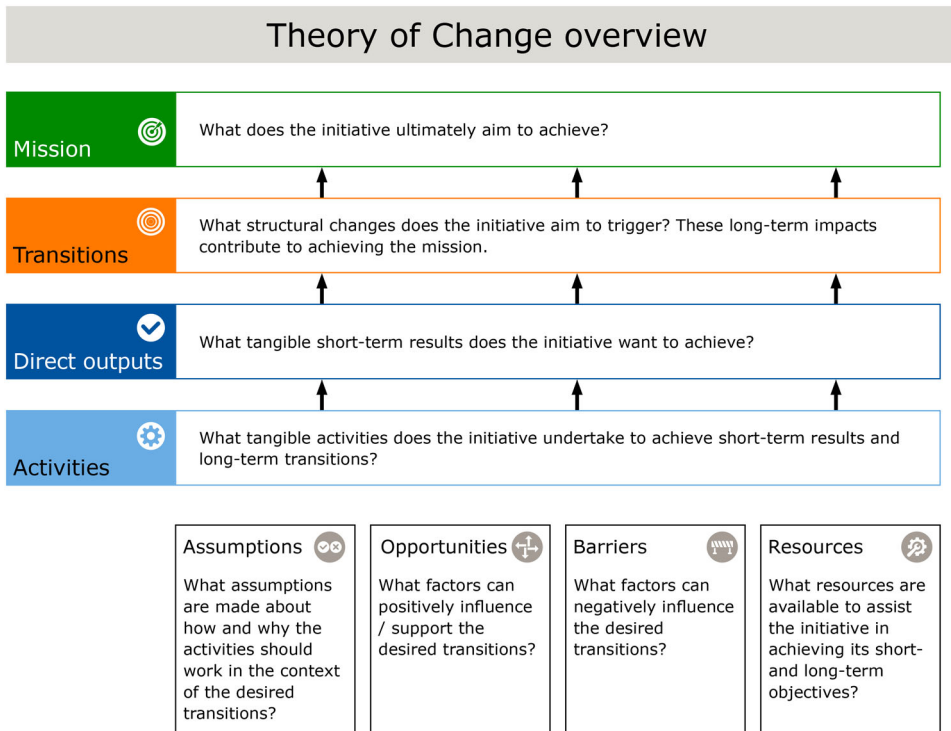 Theory of Change overview
Mission
What does the initiative ultimately aim to achieve?
Transitions
What structural changes does the initiative aim to trigger? These long-term impacts
contribute to achieving the mission.
Direct outputs
What tangible short-term results does the initiative want to achieve?
Activities
What tangible activities does the initiative undertake to achieve short-term results and
long-term transitions?
Assumptions
What assumptions
are made about
how and why the
activities should
work in the context
of the desired
transitions?
Opportunities
What factors can
positively influence
/ support the
desired transitions?
Barriers
What factors can
negatively influence
the desired
transitions?
Resources
What resources are
available to assist
the initiative in
achieving its short-
and long-term
objectives?